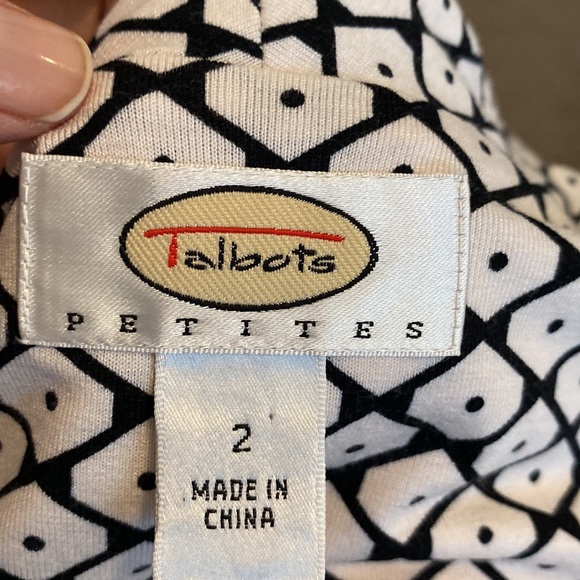 Talbots
PETITES
2
MADE IN
CHINA